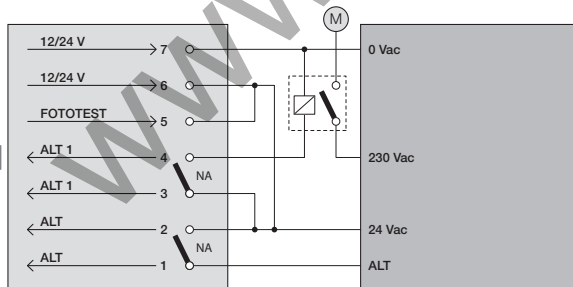 M
12/24 V 7 0 Vac
12/24 V 6
FOTOTEST 5
ALT 1 4 230 Vac
NA
ALT 1 3
ALT 2 24 Vac
NA
ALT 1 ALT
WWW